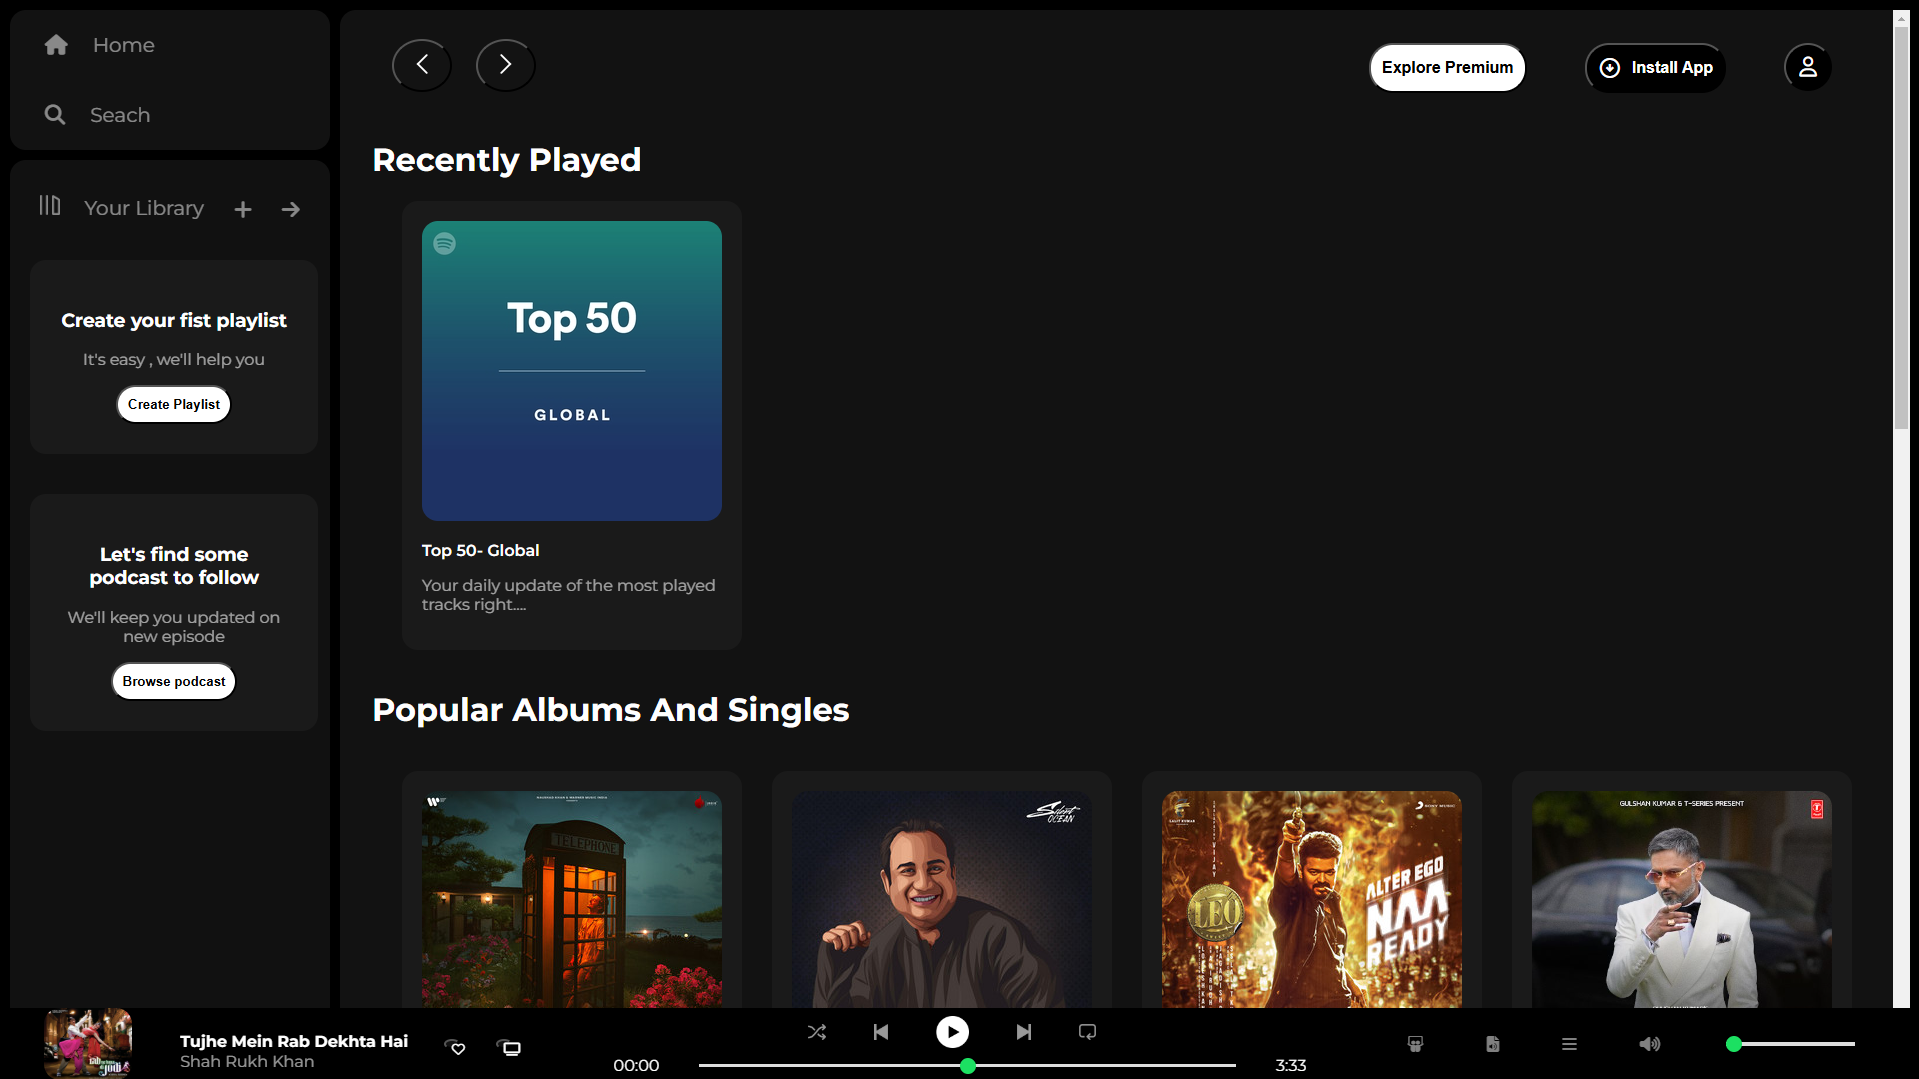 Home
Seach
Your Library
Create your fist playlist
It's easy , we'll help you
Create Playlist
Let's find some
podcast to follow
We'll keep you updated on
new episode
Browse podcast
Explore Premium
Install App
Recently Played
Top 50
GLOBAL
Top 50- Global
Your daily update of the most played
tracks right....
Popular Albums And Singles
TELEPHONE
Silent
OCEAN
SONY MUSIC
LEO
ALTER EGO
NAA
READY
GULSHAN KUMAR & T-SERIES PRESENT
Tujhe Mein Rab Dekhta Hai
Shah Rukh Khan
00:00
3:33